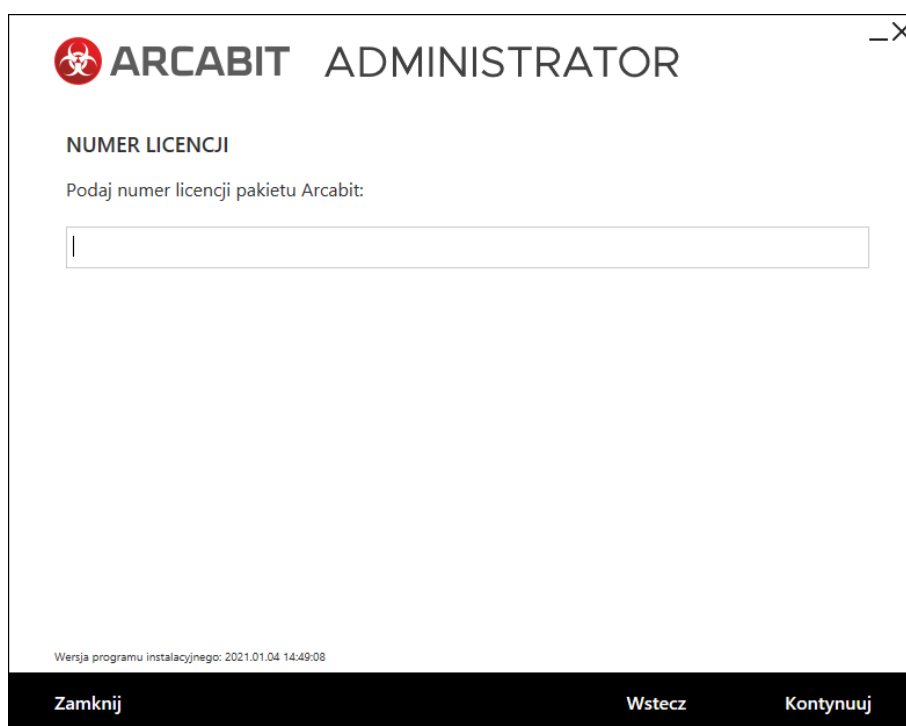 ARCABIT ADMINISTRATOR
NUMER LICENCJI
Podaj numer licencji pakietu Arcabit:
Wersja programu instalacyjnego: 2021.01.04 14:49:08
Zamknij Wstecz Kontynuuj